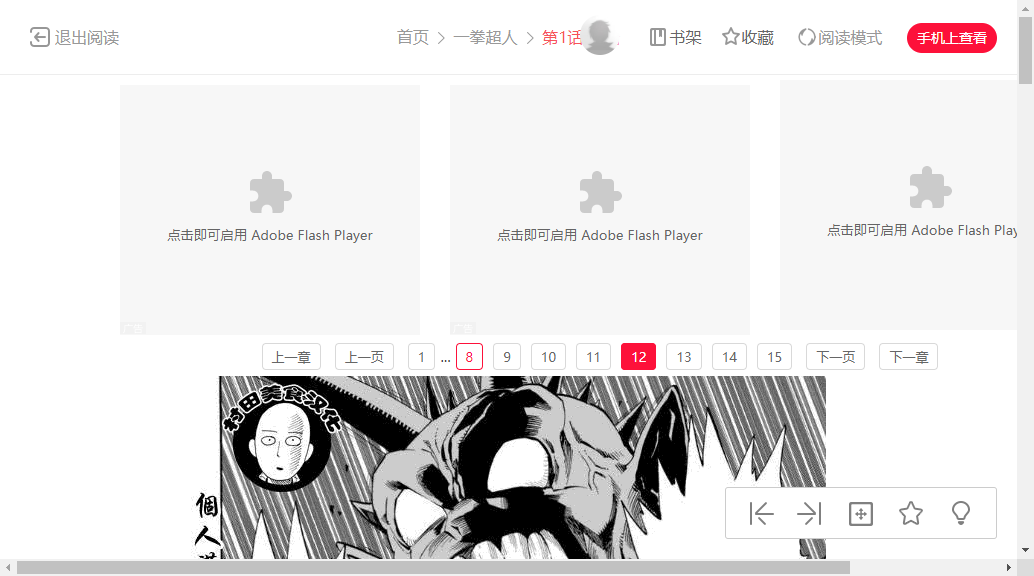 退出阅读
首页 > 一拳超人 > 第1话
书架
收藏
阅读模式
手机上查看
点击即可启用 Adobe Flash Player
点击即可启用 Adobe Flash Player
点击即可启用 Adobe Flash Play
广告
广告
上一章 上一页 1 ... 8 9 10 11 12 13 14 15 下一页 下一章
村田美食汉化
個人